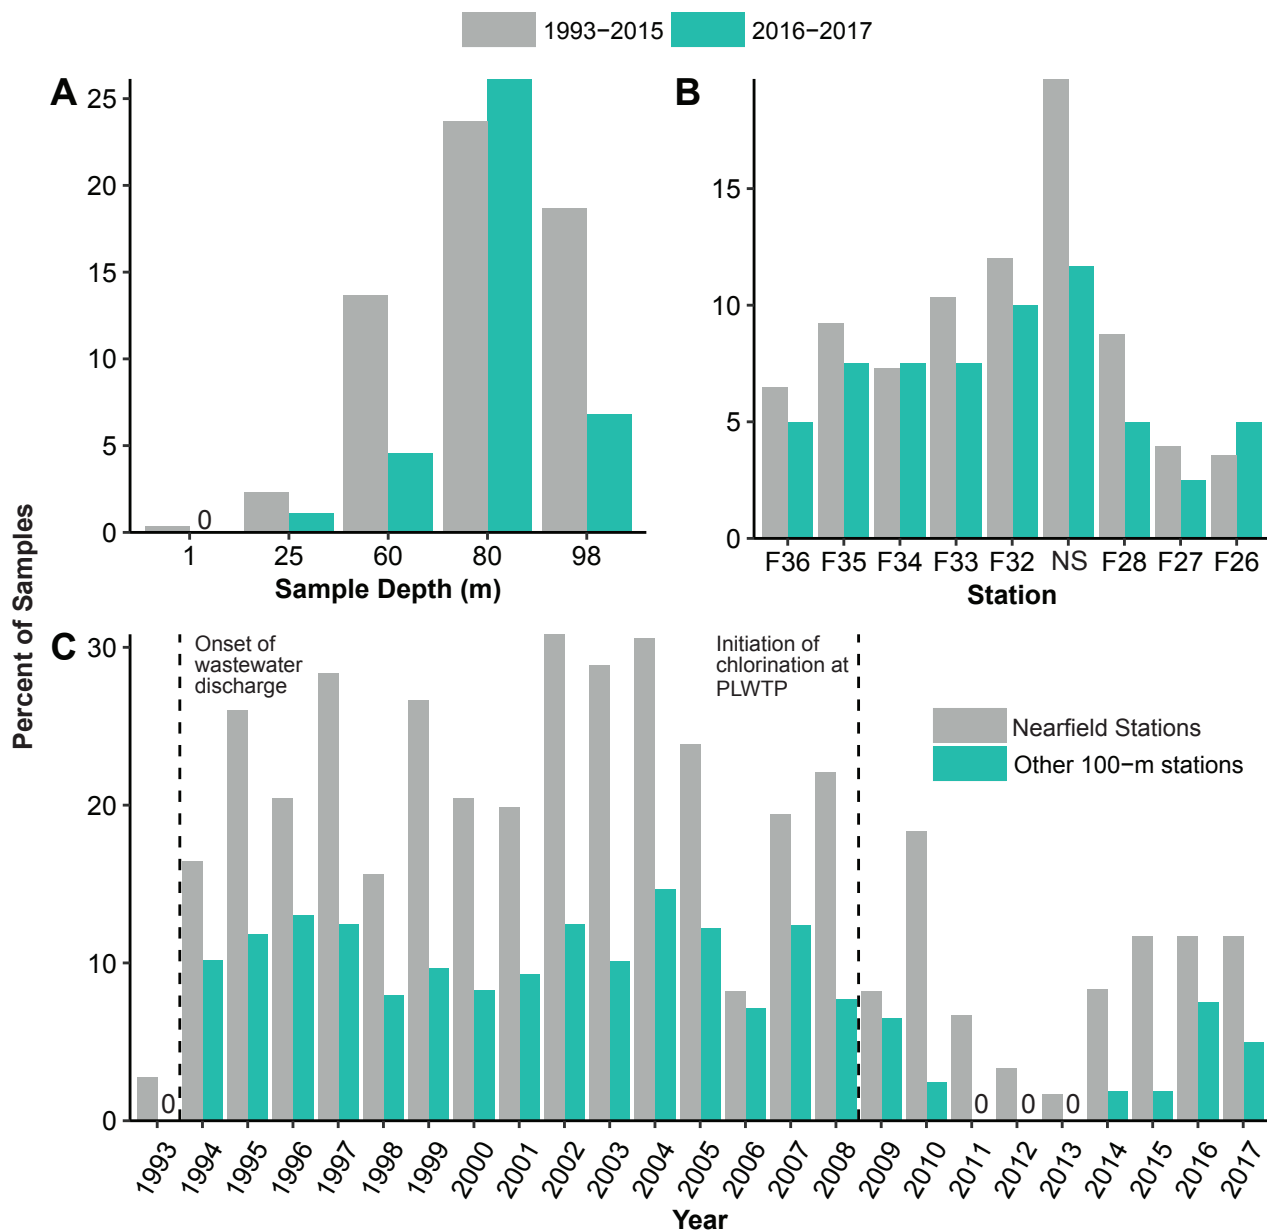 1993−2015 2016−2017
A
25
20
15
10
5
0
0
1 25 60 80 98
Sample Depth (m)
B
15
10
5
0
F36 F35 F34 F33 F32 NS F28 F27 F26
Station
Percent of Samples
C
30
20
10
0
Onset of
wastewater
discharge
Initiation of
chlorination at
PLWTP
Nearfield Stations
Other 100−m stations
0 0 0 0
1993 1994 1995 1996 1997 1998 1999 2000 2001 2002 2003 2004 2005 2006 2007 2008 2009 2010 2011 2012 2013 2014 2015 2016 2017
Year